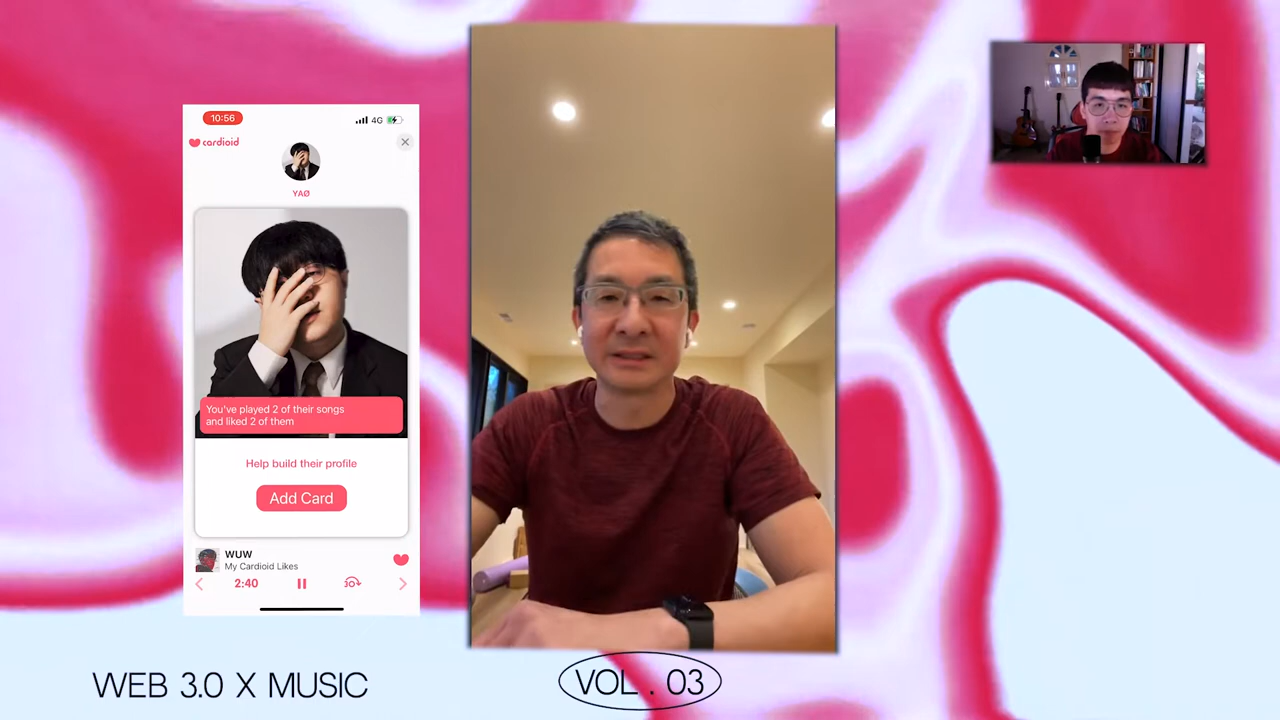 10:56
4G
cardioid
YAØ
You've played 2 of their songs
and liked 2 of them
Help build their profile
Add Card
WUW
My Cardioid Likes
2:40
30
WEB 3.0 X MUSIC
VOL . 03